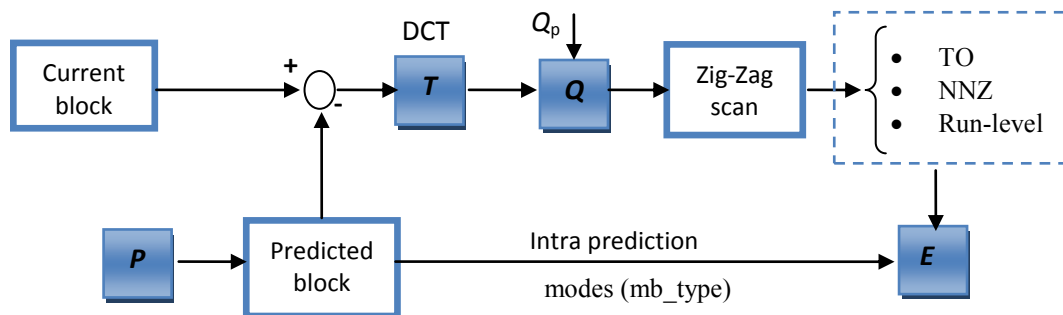 DCT
Qp
Current
block
+
-
T
Q
Zig-Zag
scan
• TO
• NNZ
• Run-level
P
Predicted
block
Intra prediction
modes (mb_type)
E